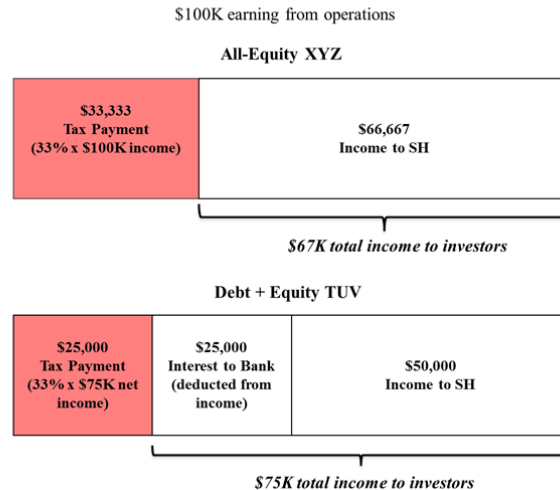 $100K earning from operations
All-Equity XYZ
$33,333
Tax Payment
(33% x $100K income)
$66,667
Income to SH
$67K total income to investors
Debt + Equity TUV
$25,000
Tax Payment
(33% x $75K net
income)
$25,000
Interest to Bank
(deducted from
income)
$50,000
Income to SH
$75K total income to investors